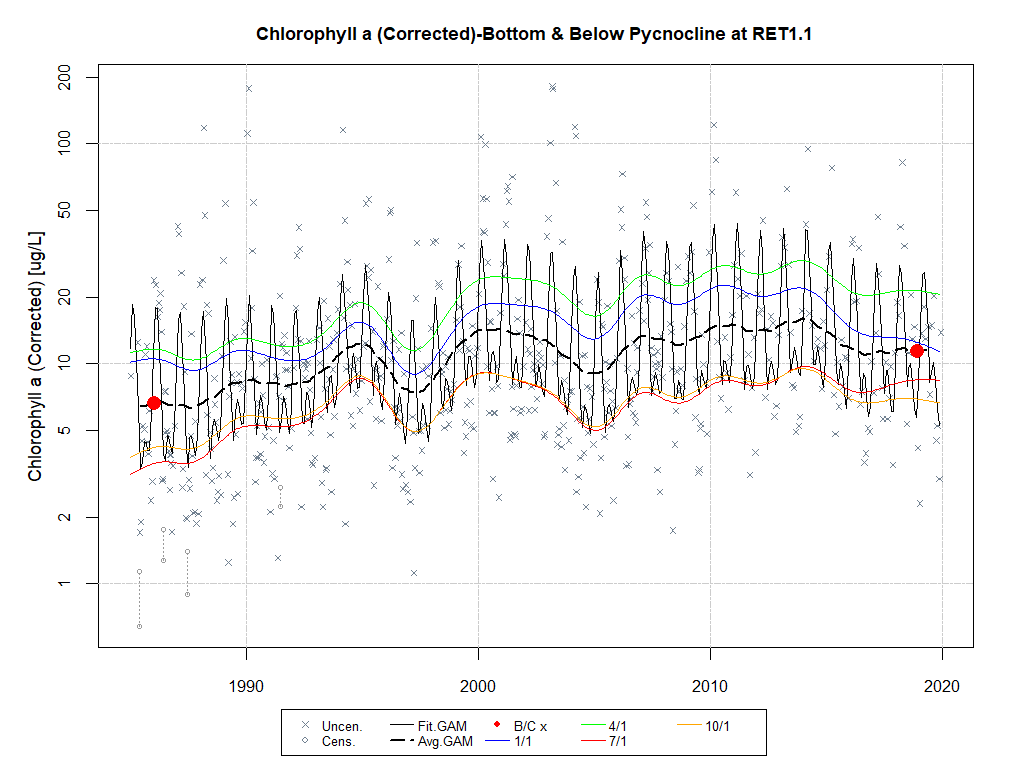 Chlorophyll a (Corrected)-Bottom & Below Pycnocline at RET1.1
Chlorophyll a (Corrected) [ug/L]
200
100
50
20
10
5
2
1
1990 2000 2010 2020
Uncen. Fit.GAM B/C x 4/1 10/1
Cens. Avg.GAM 1/1 7/1